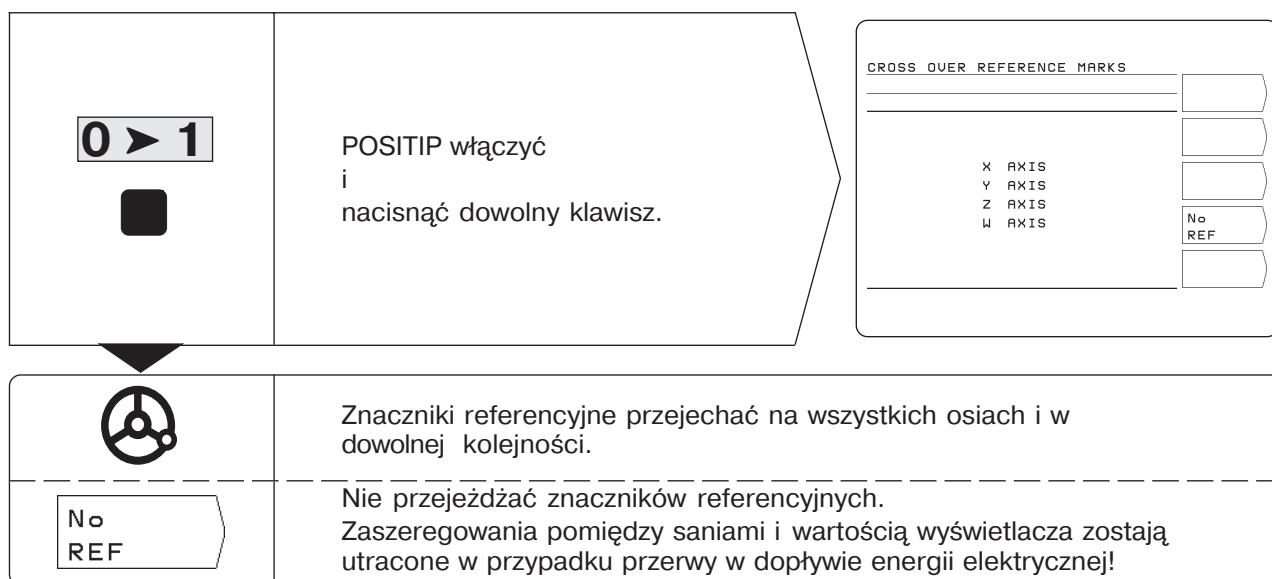 0 ➤ 1
POSITIP włączyć
i
nacisnąć dowolny klawisz.
CROSS OVER REFERENCE MARKS
X AXIS
Y AXIS
Z AXIS
W AXIS
No
REF
Znaczniki referencyjne przejechać na wszystkich osiach i w
dowolnej kolejności.
No
REF
Nie przejeżdżać znaczników referencyjnych.
Zaszeregowania pomiędzy saniami i wartością wyświetlacza zostają
utracone w przypadku przerwy w dopływie energii elektrycznej!